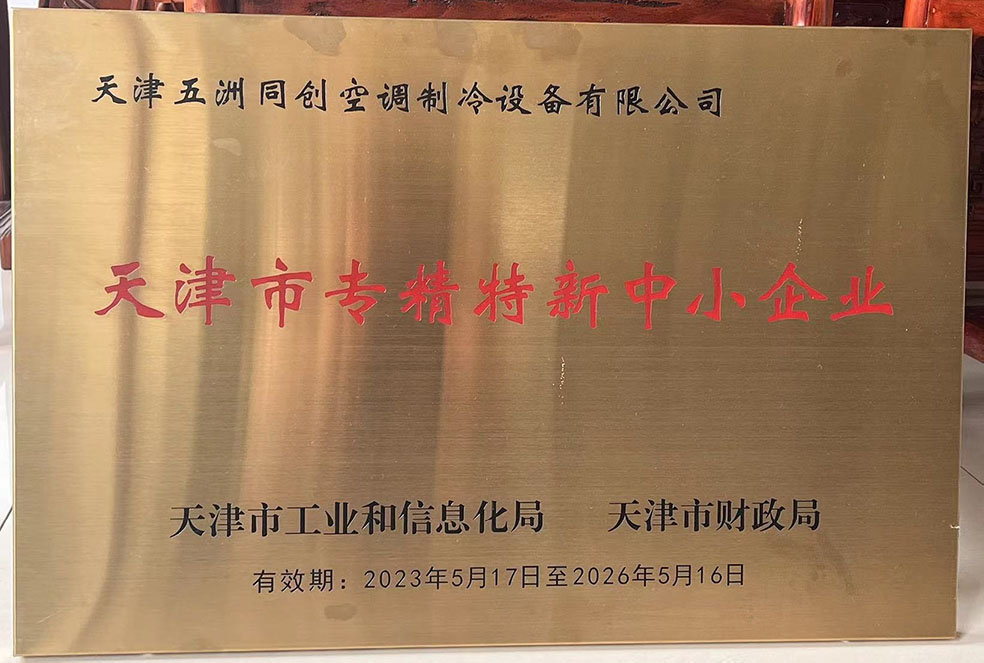 天津五洲同创空调制冷设备有限公司
天津市专精特新中小企业
天津市工业和信息化局 天津市财政局
有效期：2023年5月17日至2026年5月16日